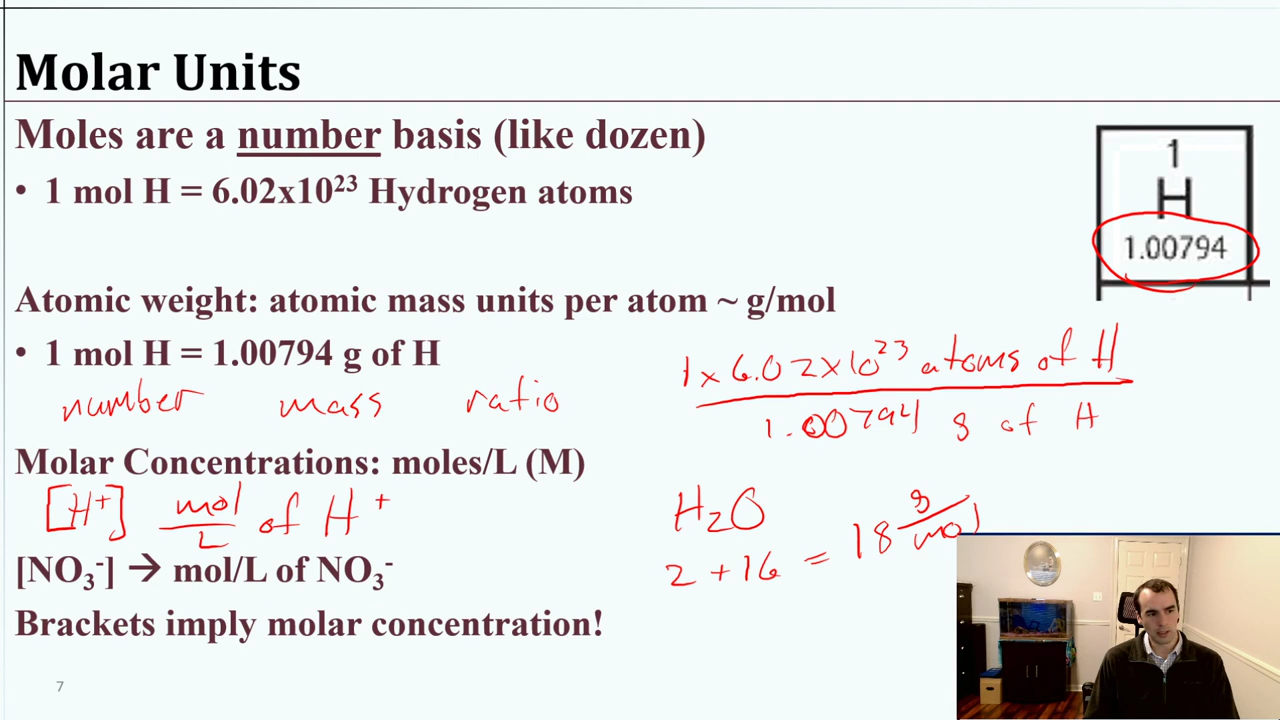 Molar Units
Moles are a number basis (like dozen)
• 1 mol H = 6.02x10²³ Hydrogen atoms
1
H
1.00794
Atomic weight: atomic mass units per atom ~ g/mol
• 1 mol H = 1.00794 g of H
number mass ratio
1 x 6.02 x 10²³ atoms of H
1.00794 g of H
Molar Concentrations: moles/L (M)
[H⁺] mol/L of H⁺
H₂O
2 + 16 = 18 g/mol
[NO₃⁻] → mol/L of NO₃⁻
Brackets imply molar concentration!
7